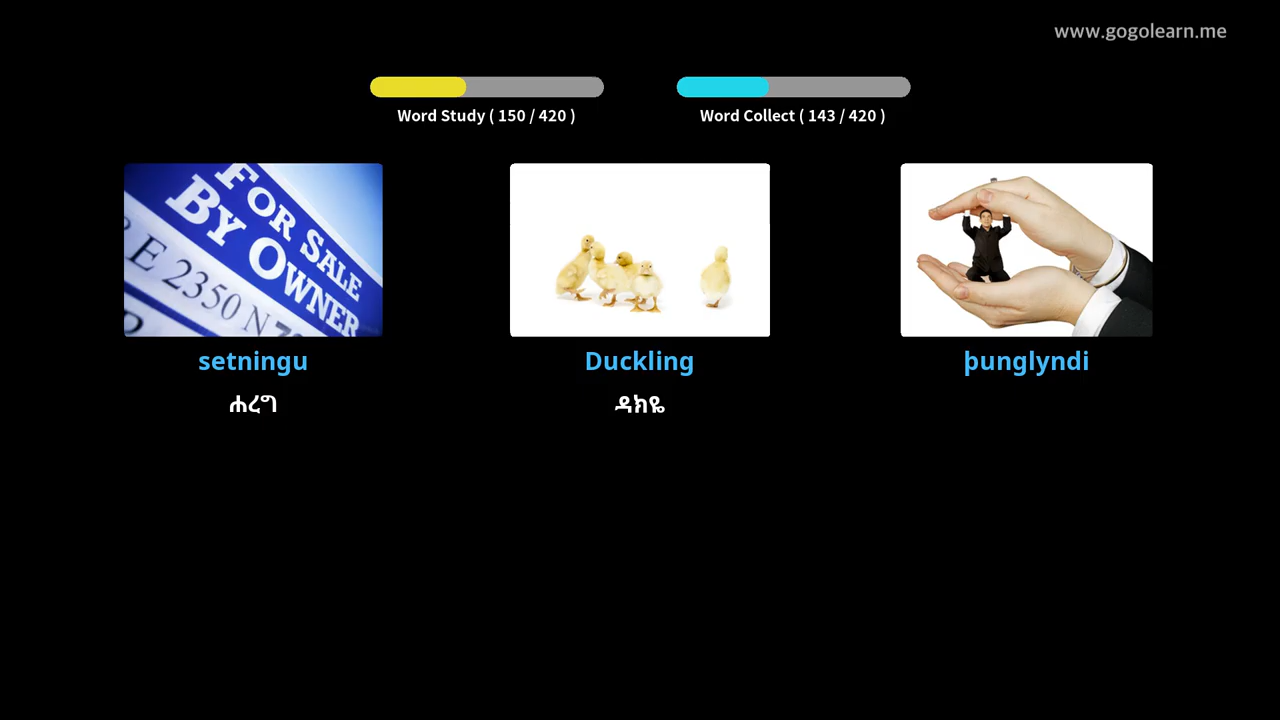 www.gogolearn.me
Word Study ( 150 / 420 )
Word Collect ( 143 / 420 )
FOR SALE
BY OWNER
E 2350 N
setningu
Duckling
þunglyndi
ሐረግ
ዳክዬ